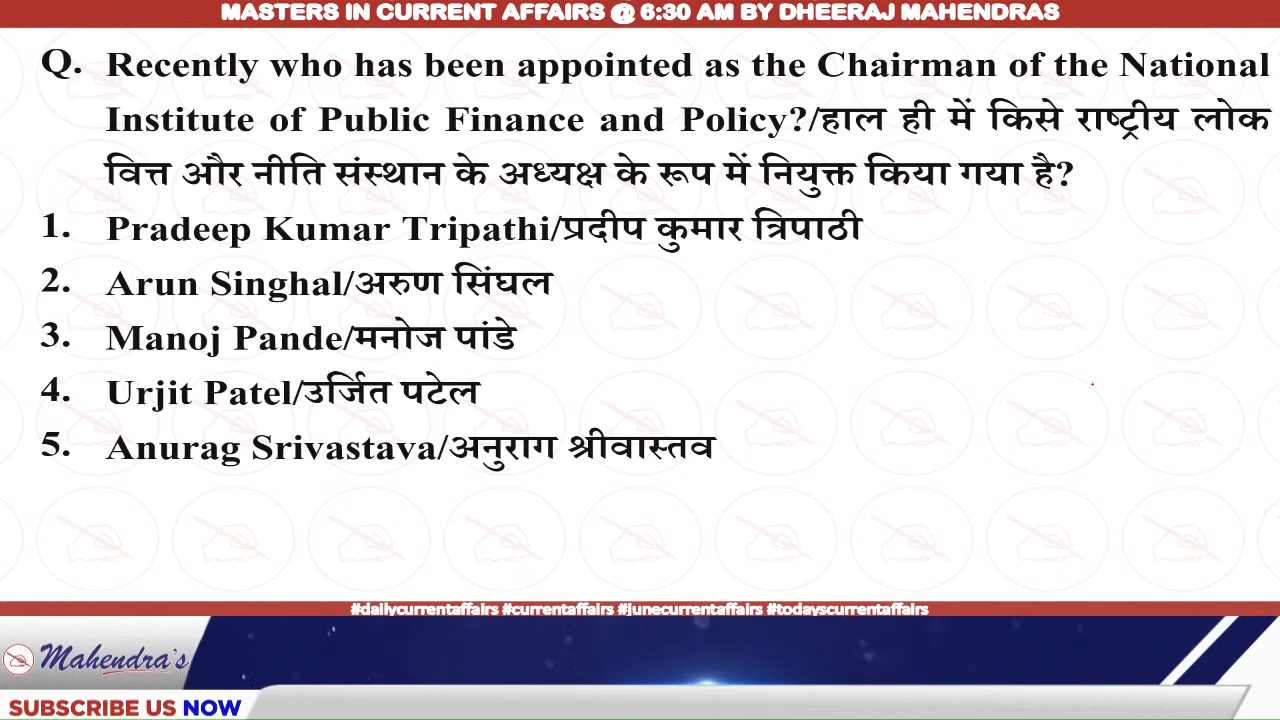 MASTERS IN CURRENT AFFAIRS @ 6:30 AM BY DHEERAJ MAHENDRAS
Q. Recently who has been appointed as the Chairman of the National
Institute of Public Finance and Policy?/हाल ही में किसे राष्ट्रीय लोक
वित्त और नीति संस्थान के अध्यक्ष के रूप में नियुक्त किया गया है?
1. Pradeep Kumar Tripathi/प्रदीप कुमार त्रिपाठी
2. Arun Singhal/अरुण सिंघल
3. Manoj Pande/मनोज पांडे
4. Urjit Patel/उर्जित पटेल
5. Anurag Srivastava/अनुराग श्रीवास्तव
#dailycurrentaffairs #currentaffairs #junecurrentaffairs #todayscurrentaffairs
Mahendra's
SUBSCRIBE US NOW